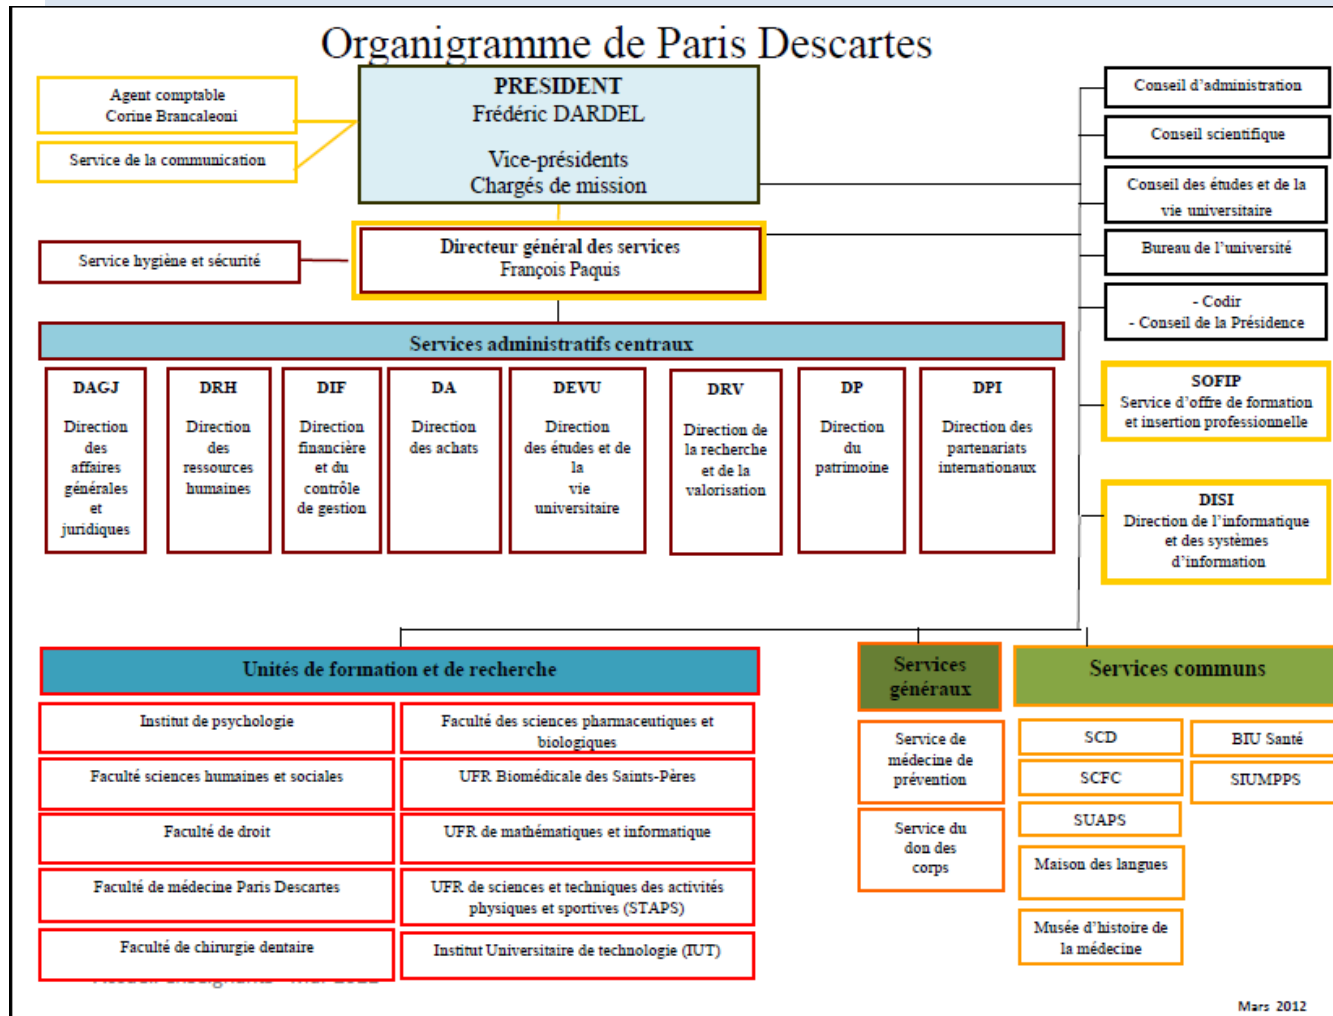 Organigramme de Paris Descartes
Agent comptable
Corine Brancaleoni
Service de la communication
PRESIDENT
Frédéric DARDEL
Vice-présidents
Chargés de mission
Directeur général des services
François Paquis
Service hygiène et sécurité
Conseil d'administration
Conseil scientifique
Conseil des études et de la
vie universitaire
Bureau de l'université
- Codir
- Conseil de la Présidence
SOFIP
Service d'offre de formation
et insertion professionnelle
DISI
Direction de l'informatique
et des systèmes
d'information
Services administratifs centraux
DAGJ
Direction
des
affaires
générales
et
juridiques
DRH
Direction
des
ressources
humaines
DIF
Direction
financière
et du
contrôle
de gestion
DA
Direction
des achats
DEVU
Direction
des études et de
la
vie
universitaire
DRV
Direction de
la recherche
et de la
valorisation
DP
Direction
du
patrimoine
DPI
Direction des
partenariats
internationaux
Unités de formation et de recherche
Institut de psychologie
Faculté sciences humaines et sociales
Faculté de droit
Faculté de médecine Paris Descartes
Faculté de chirurgie dentaire
Faculté des sciences pharmaceutiques et
biologiques
UFR Biomédicale des Saints-Pères
UFR de mathématiques et informatique
UFR de sciences et techniques des activités
physiques et sportives (STAPS)
Institut Universitaire de technologie (IUT)
Services
généraux
Service de
médecine de
prévention
Service du
don des
corps
Services communs
SCD
SCFC
SUAPS
Maison des langues
Musée d'histoire de
la médecine
BIU Santé
SIUMPPS
Mars 2012